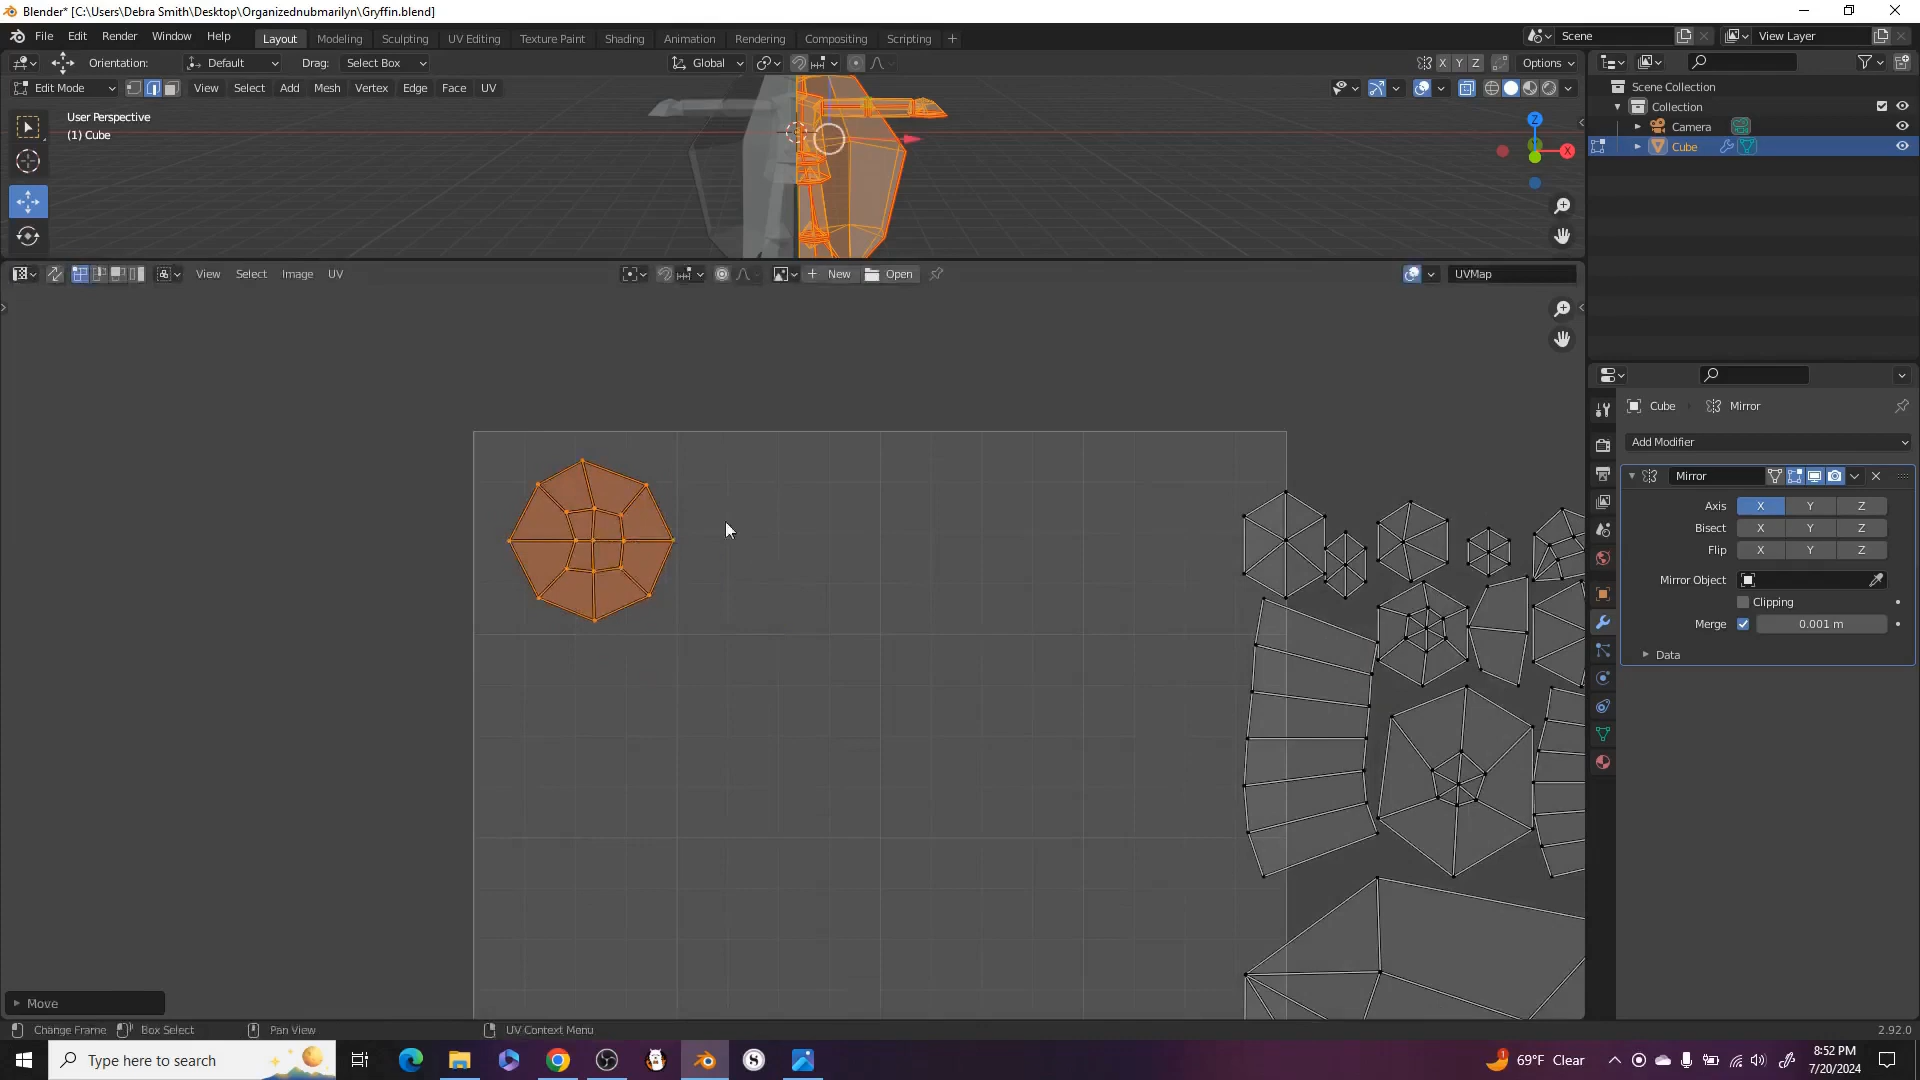 Blender* [C:\Users\Debra Smith\Desktop\Organizednubmarilyn\Gryffin.blend]
File Edit Render Window Help Layout Modeling Sculpting UV Editing Texture Paint Shading Animation Rendering Compositing Scripting + Scene View Layer
Orientation: Default Drag: Select Box Global X Y Z Options
Edit Mode View Select Add Mesh Vertex Edge Face UV
Scene Collection
Collection
Camera
Cube
User Perspective
(1) Cube
Z
X
View Select Image UV New Open UVMap
Cube Mirror
Add Modifier
Mirror
Axis X Y Z
Bisect X Y Z
Flip X Y Z
Mirror Object
Clipping
Merge 0.001 m
Data
Move
Change Frame Box Select Pan View UV Context Menu 2.92.0
Type here to search
69°F Clear
8:52 PM
7/20/2024